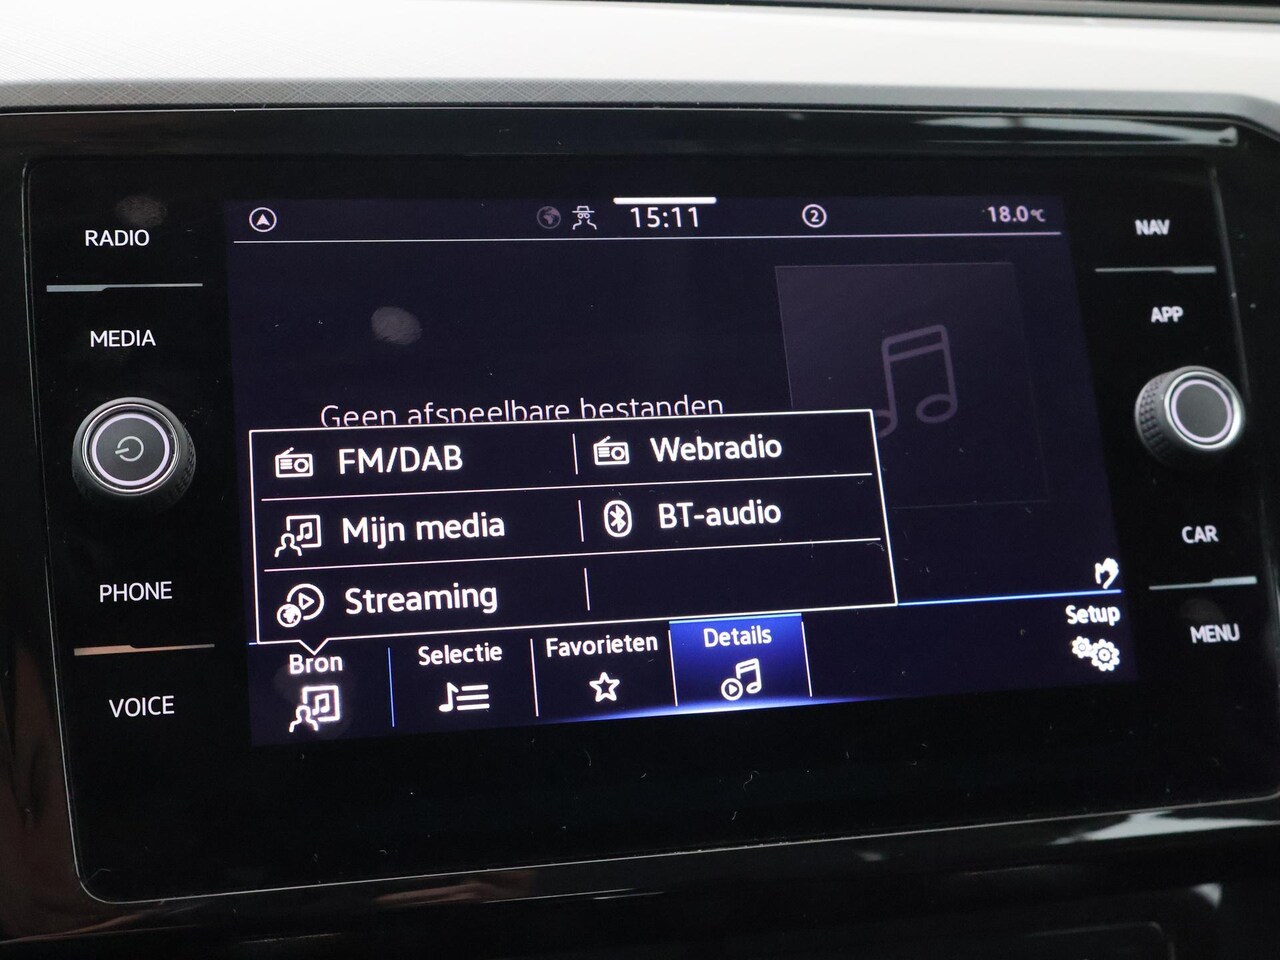 15:11
2
18.0°C
RADIO
MEDIA
PHONE
VOICE
Geen afspeelbare bestanden
FM/DAB
Webradio
Mijn media
BT-audio
Streaming
Bron
Selectie
Favorieten
Details
Setup
NAV
APP
CAR
MENU